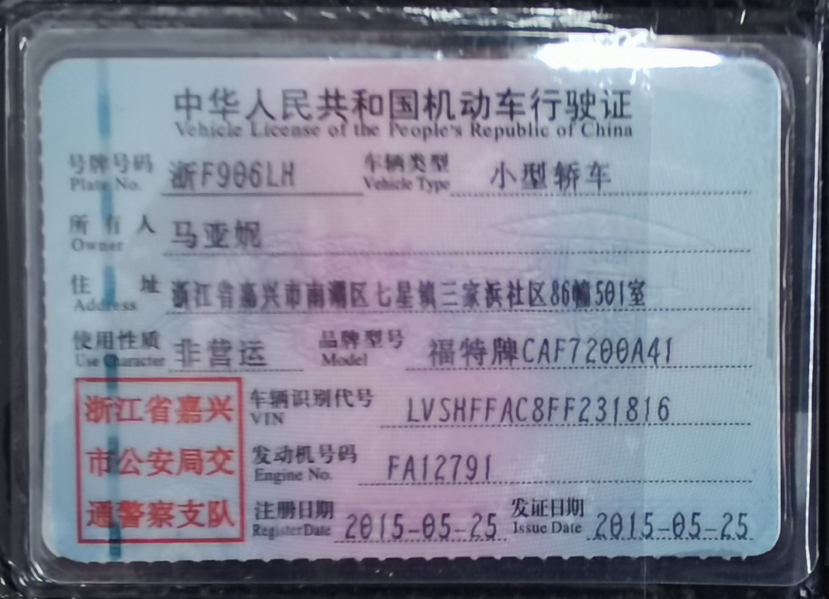 中华人民共和国机动车行驶证
Vehicle License of the People's Republic of China
号牌号码 浙F906LH 车辆类型 小型轿车
Plate No. Vehicle Type
所有人 马亚妮
Owner
住址 浙江省嘉兴市南湖区七星镇三家浜社区86幢501室
Address
使用性质 非营运 品牌型号 福特牌CAF7200A41
Use Character Model
浙江省嘉兴
市公安局交
通警察支队
车辆识别代号 LVSHFFAC8FF231816
VIN
发动机号码 FA12791
Engine No.
注册日期 2015-05-25 发证日期 2015-05-25
Register Date Issue Date